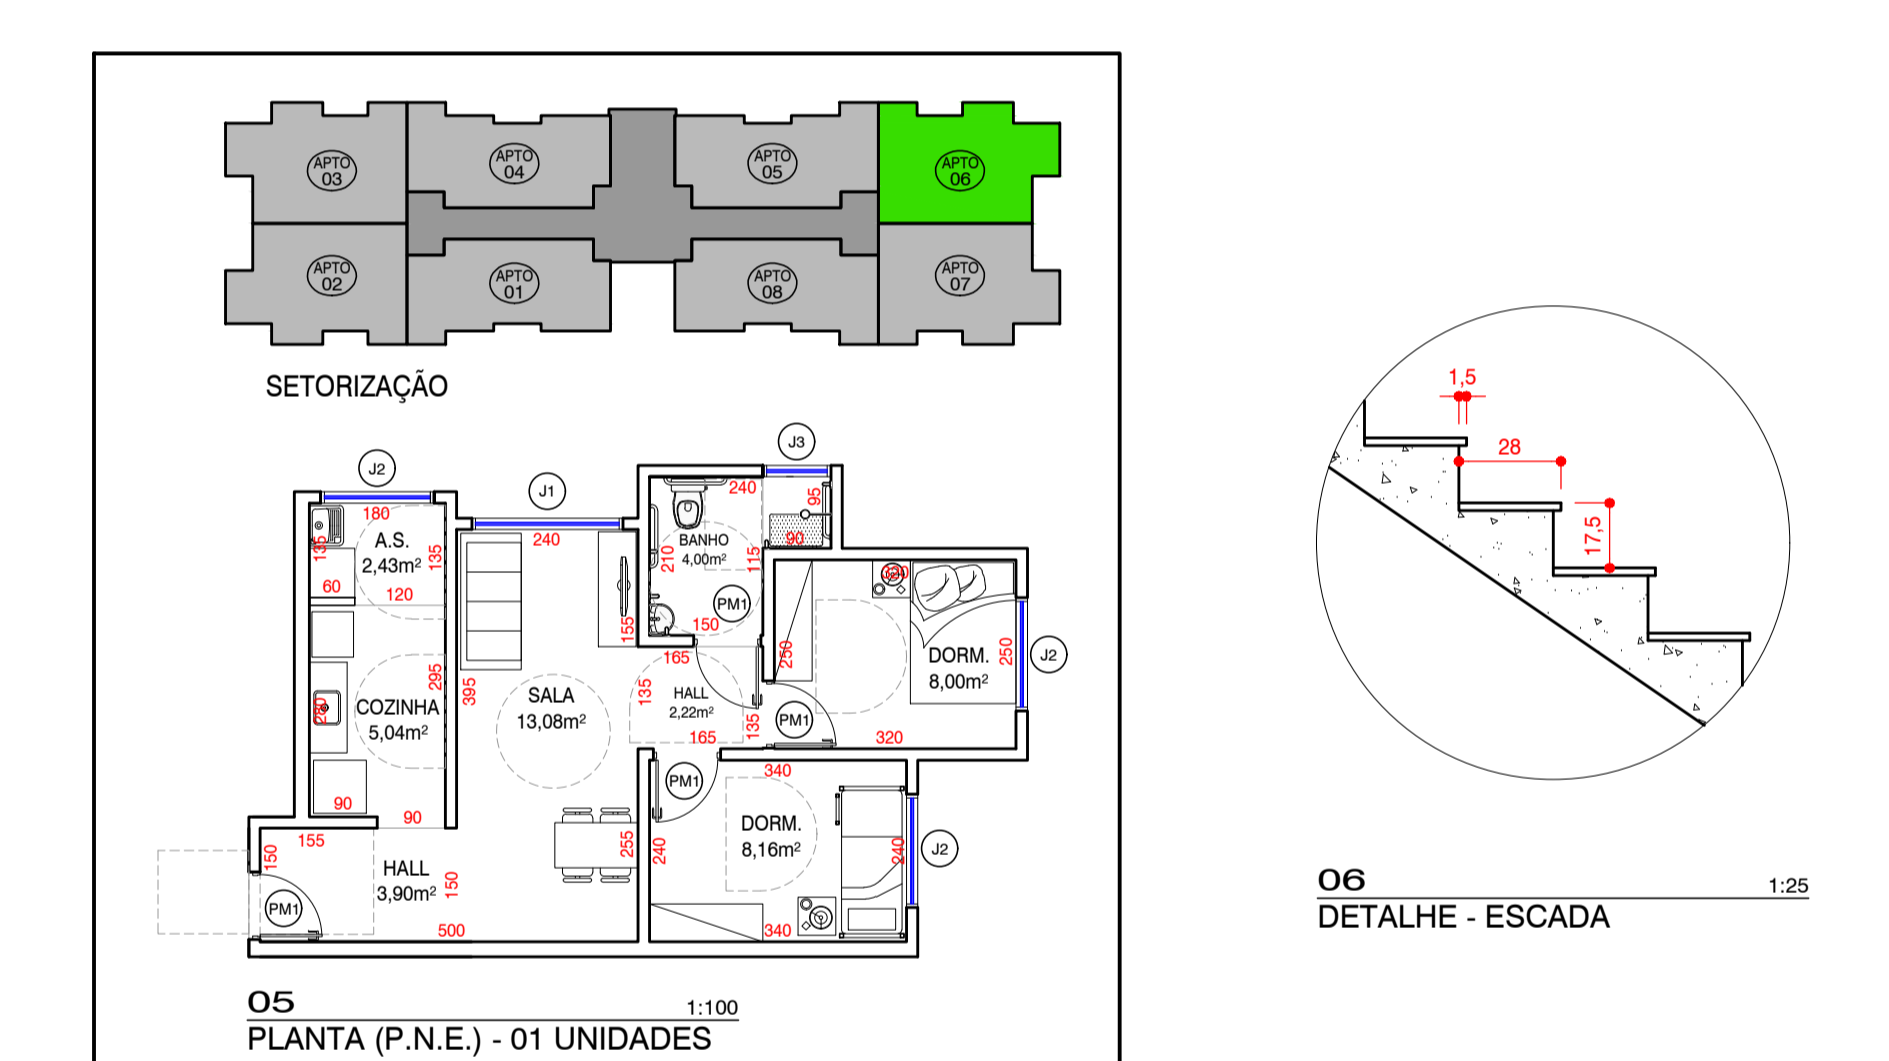 APTO
03
APTO
04
APTO
05
APTO
06
APTO
02
APTO
01
APTO
08
APTO
07
SETORIZAÇÃO
J2
J1
J3
180
135
A.S.
2,43m²
135
60
120
240
240
95
BANHO
4,00m²
210
115
90
PM1
150
155
165
320
250
DORM.
8,00m²
250
J2
PM1
320
295
280
COZINHA
5,04m²
395
SALA
13,08m²
135
HALL
2,22m²
135
165
90
90
155
150
HALL
3,90m²
150
PM1
500
255
PM1
340
DORM.
8,16m²
240
240
J2
340
05
1:100
PLANTA (P.N.E.) - 01 UNIDADES
1,5
28
17,5
06
1:25
DETALHE - ESCADA